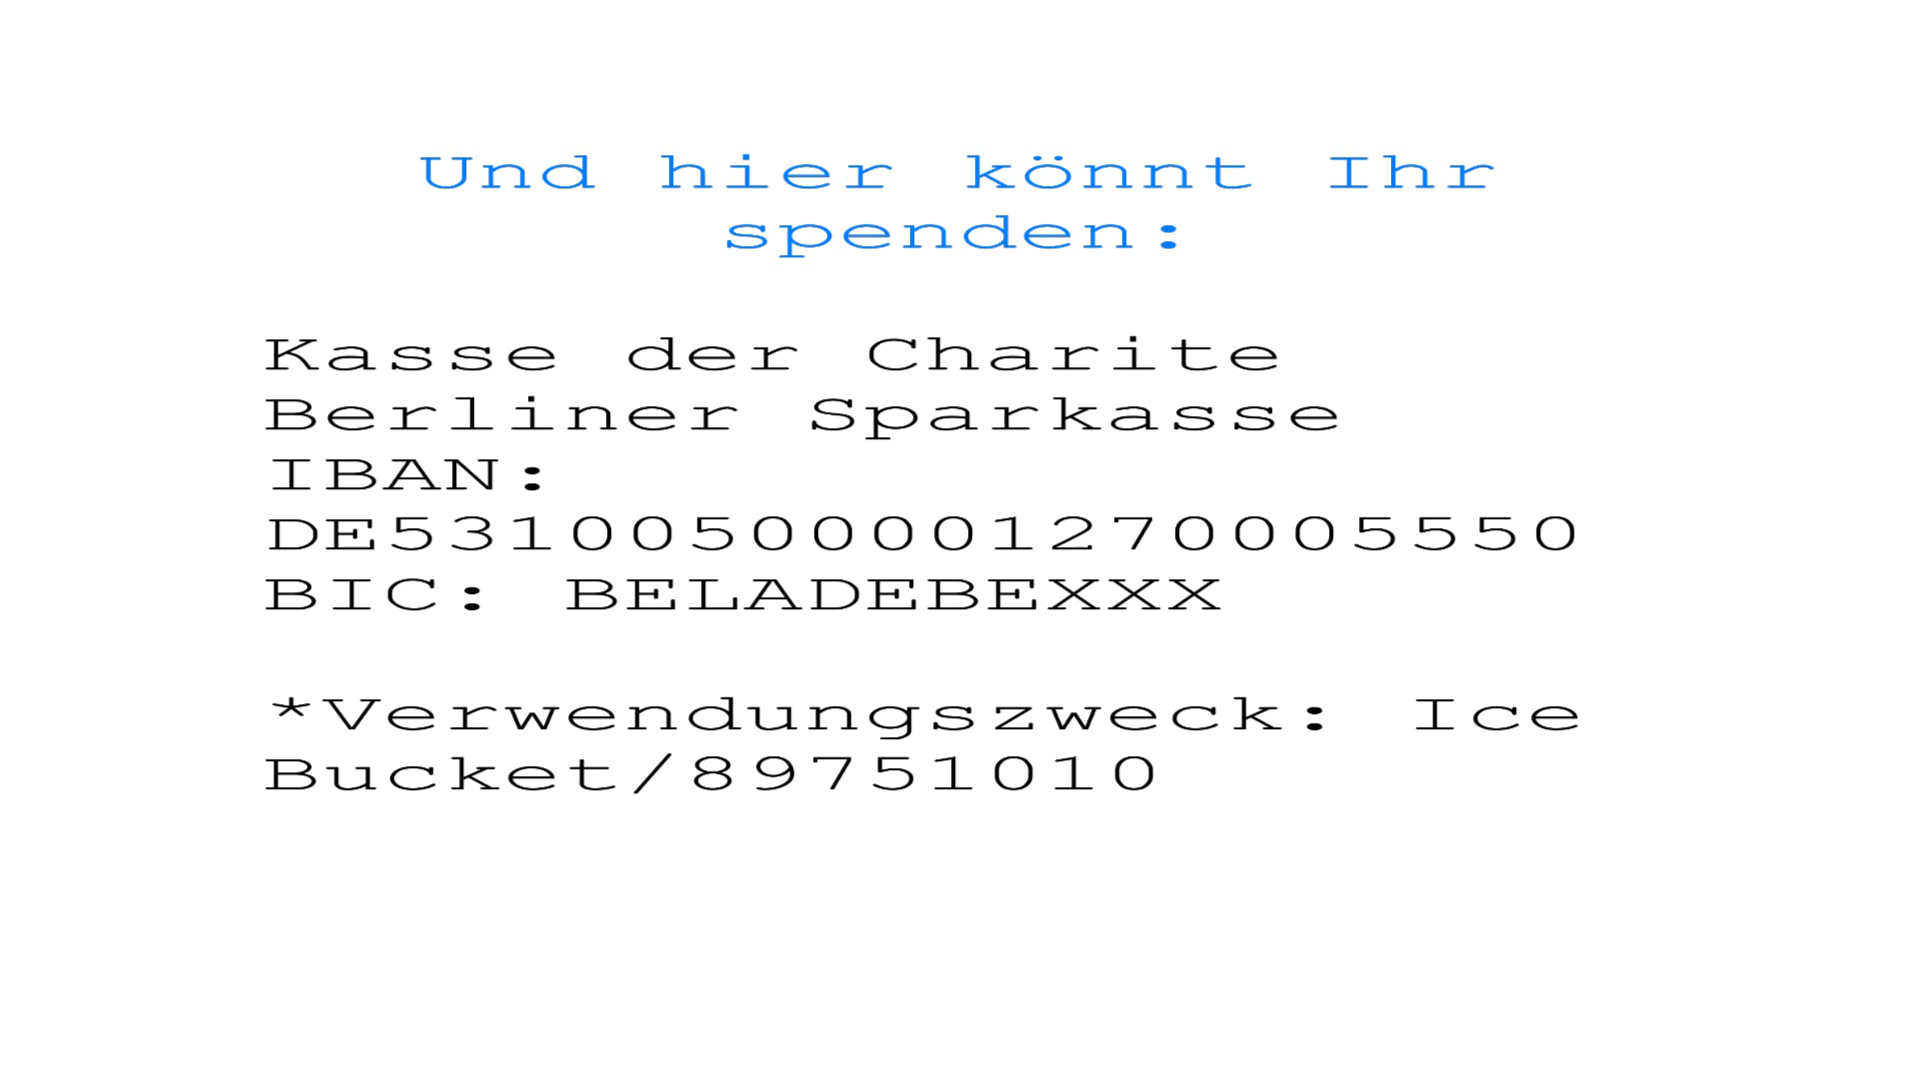 Und hier könnt Ihr
spenden:
Kasse der Charite
Berliner Sparkasse
IBAN:
DE53100500001270005550
BIC: BELADEBEXXX
*Verwendungszweck: Ice
Bucket/89751010